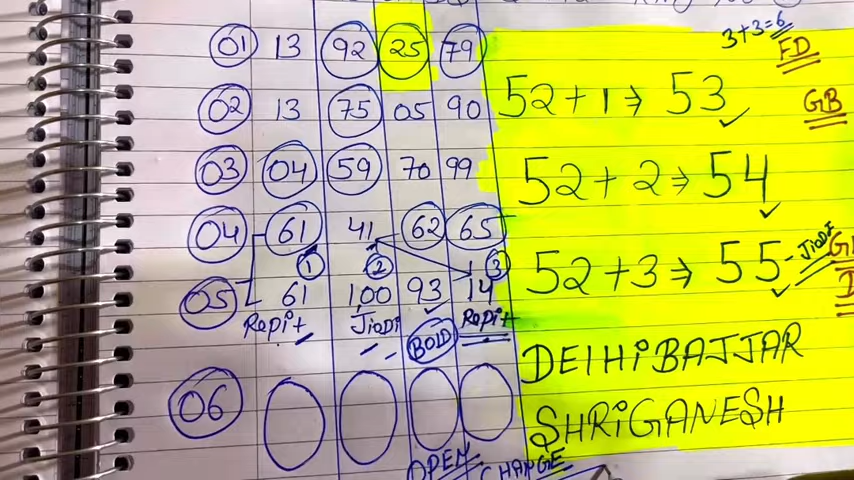 3+3=6
FD
01 13 92 25 79
52+1⇒53
GB
02 13 75 05 90
03 04 59 70 99
52+2⇒54
04 61 41 62 65
1 2 3
52+3⇒55-JiODi
05 61 100 93 14
Repit JiODi BOLD Repit
DElHiBAJJAR
06
SHRiGANESH
OPEN CHANGE